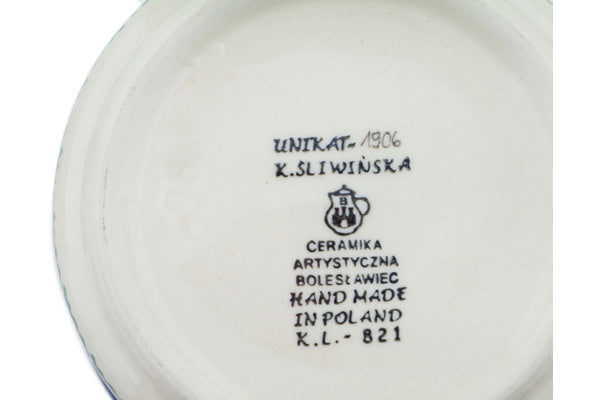 UNIKAT-1906
K.SLIWIŃSKA
B
CERAMIKA
ARTYSTYCZNA
BOLESŁAWIEC
HAND MADE
IN POLAND
K.L.- 821